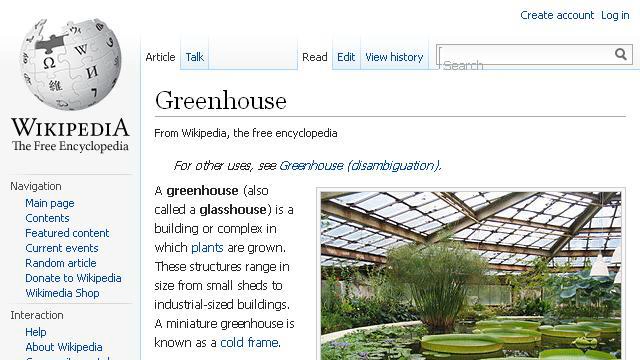 Create account Log in
Article Talk Read Edit View history Search
WIKIPEDIA
The Free Encyclopedia
Navigation
Main page
Contents
Featured content
Current events
Random article
Donate to Wikipedia
Wikimedia Shop
Interaction
Help
About Wikipedia
Greenhouse
From Wikipedia, the free encyclopedia
For other uses, see Greenhouse (disambiguation).
A greenhouse (also
called a glasshouse) is a
building or complex in
which plants are grown.
These structures range in
size from small sheds to
industrial-sized buildings.
A miniature greenhouse is
known as a cold frame.